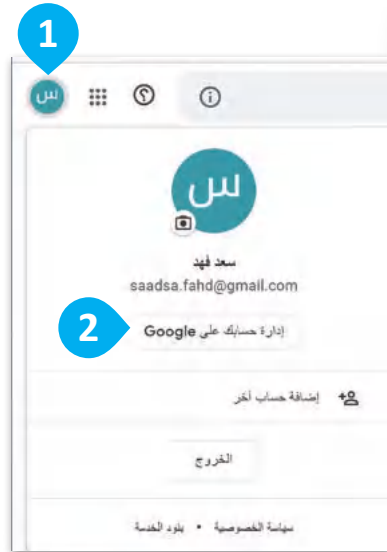 1
س
س
سعد فهد
saadsa.fahd@gmail.com
2
إدارة حسابك على Google
إضافة حساب آخر
الخروج
سياسة الخصوصية • بنود الخدمة